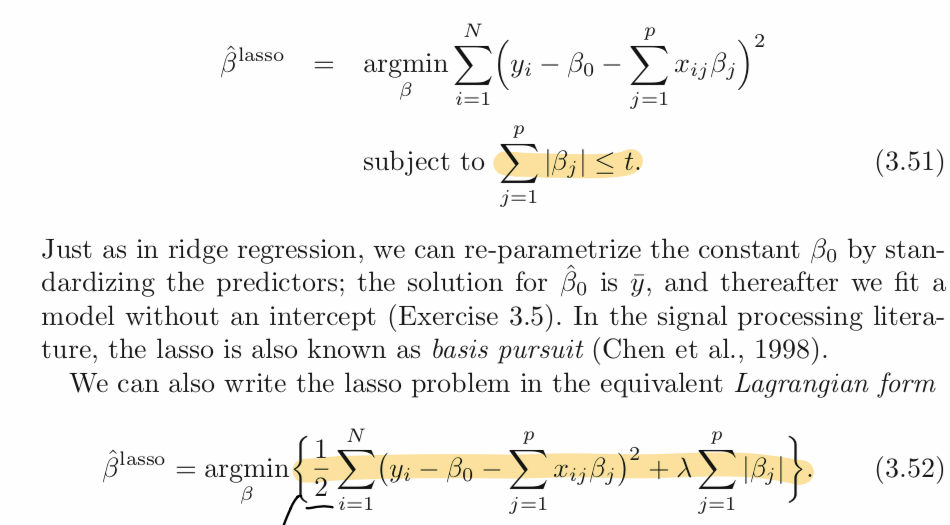 β̂^lasso = argmin_β ∑_{i=1}^{N} (y_i − β_0 − ∑_{j=1}^{p} x_{ij}β_j)^2
subject to ∑_{j=1}^{p} |β_j| ≤ t. (3.51)
Just as in ridge regression, we can re-parametrize the constant β_0 by stan-
dardizing the predictors; the solution for β̂_0 is ȳ, and thereafter we fit a
model without an intercept (Exercise 3.5). In the signal processing litera-
ture, the lasso is also known as basis pursuit (Chen et al., 1998).
We can also write the lasso problem in the equivalent Lagrangian form
β̂^lasso = argmin_β {1/2 ∑_{i=1}^{N} (y_i − β_0 − ∑_{j=1}^{p} x_{ij}β_j)^2 + λ ∑_{j=1}^{p} |β_j|}. (3.52)